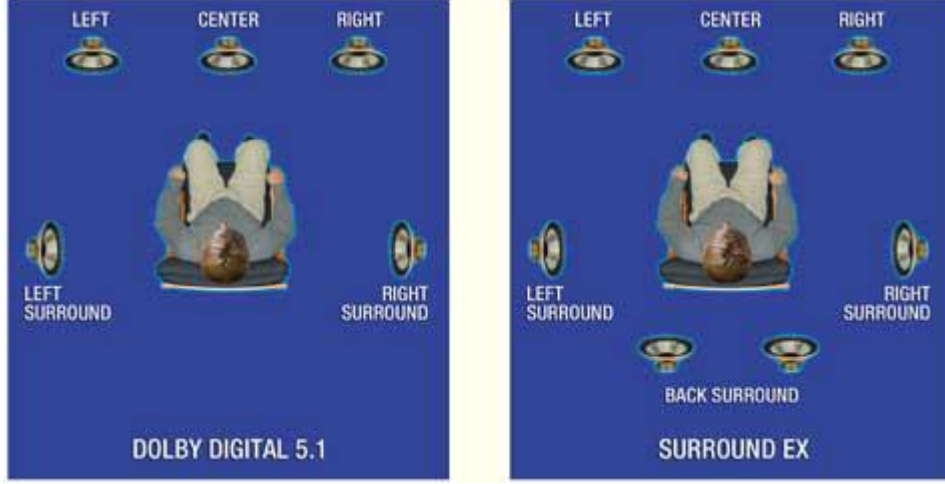 LEFT
CENTER
RIGHT
LEFT
SURROUND
RIGHT
SURROUND
DOLBY DIGITAL 5.1
LEFT
CENTER
RIGHT
LEFT
SURROUND
RIGHT
SURROUND
BACK SURROUND
SURROUND EX